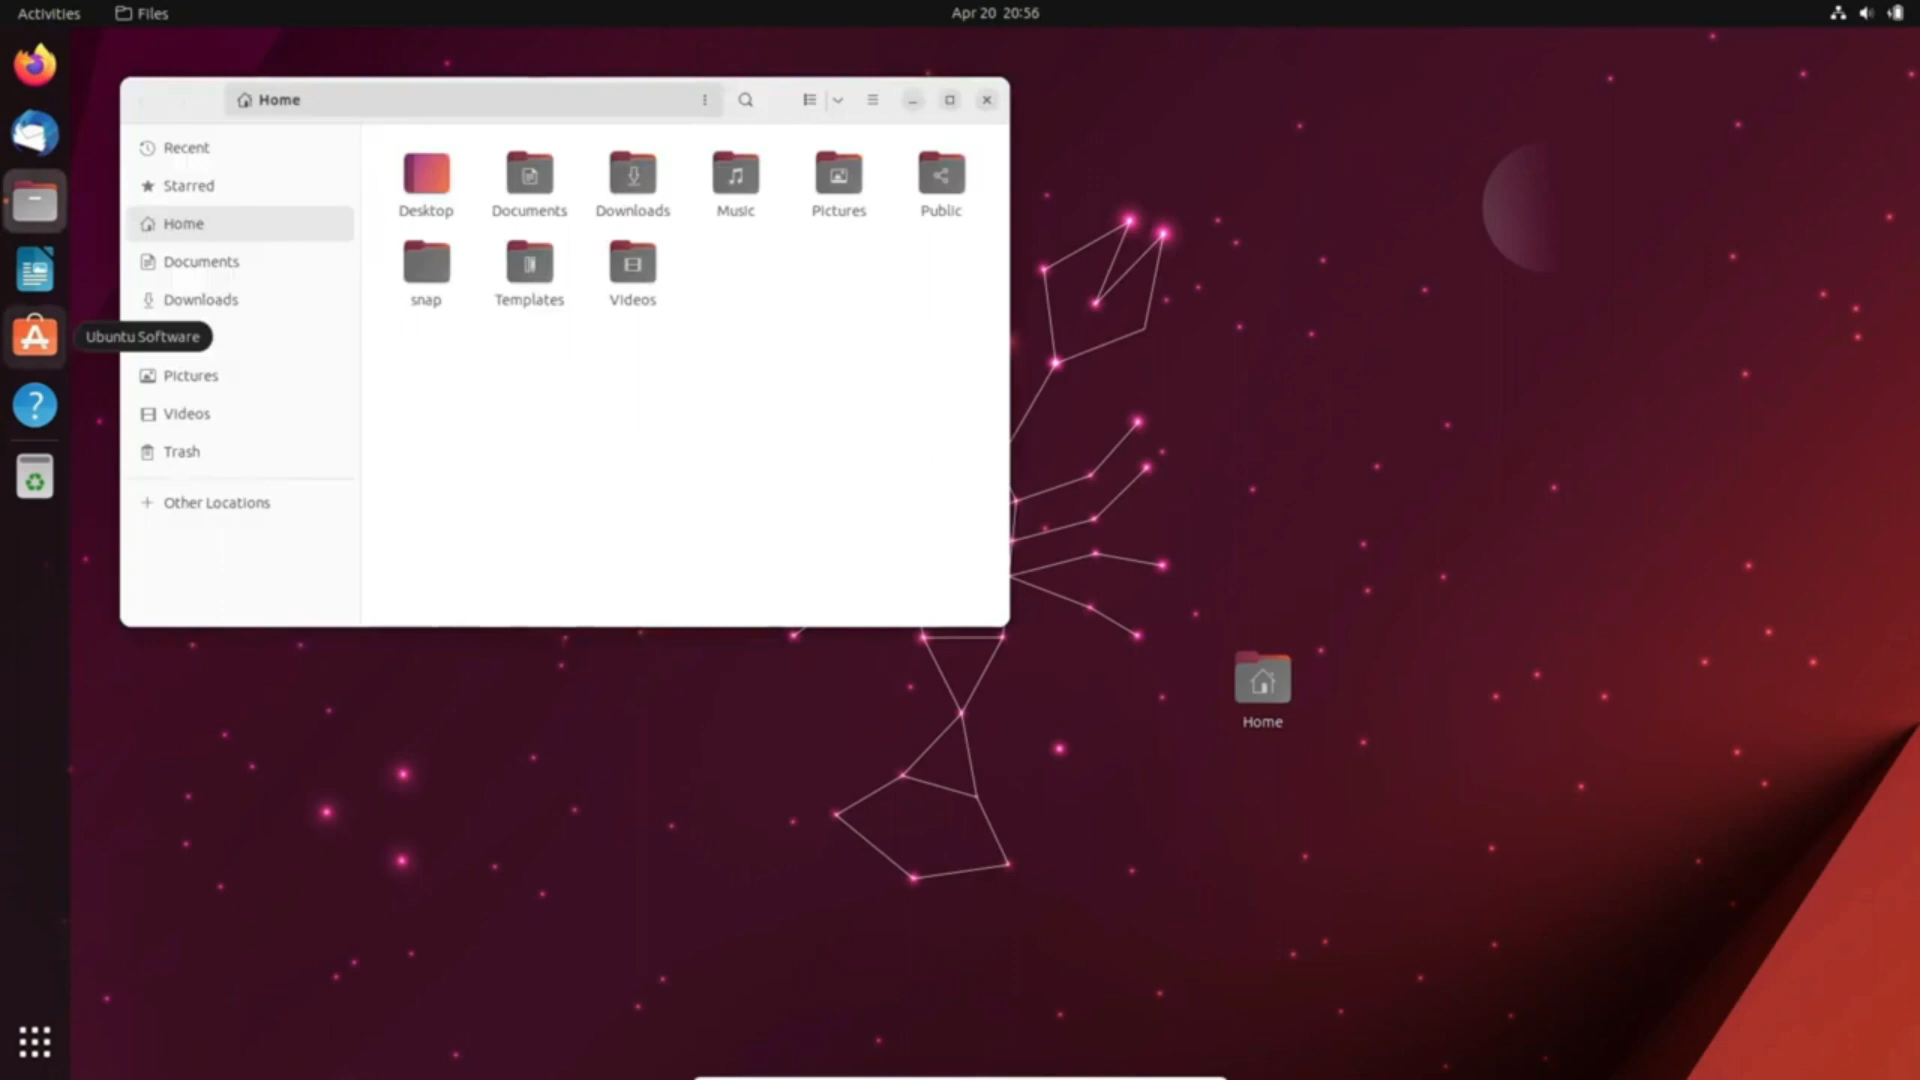 Activities Files Apr 20 20:56
Home
Recent
Starred
Home
Documents
Downloads
Ubuntu Software
Pictures
Videos
Trash
Other Locations
Desktop Documents Downloads Music Pictures Public
snap Templates Videos
Home